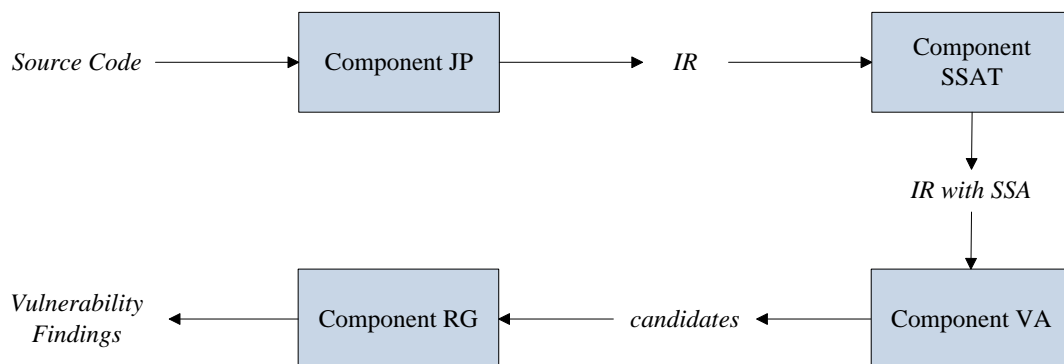 Source Code
Component JP
IR
Component
SSAT
IR with SSA
Vulnerability
Findings
Component RG
candidates
Component VA